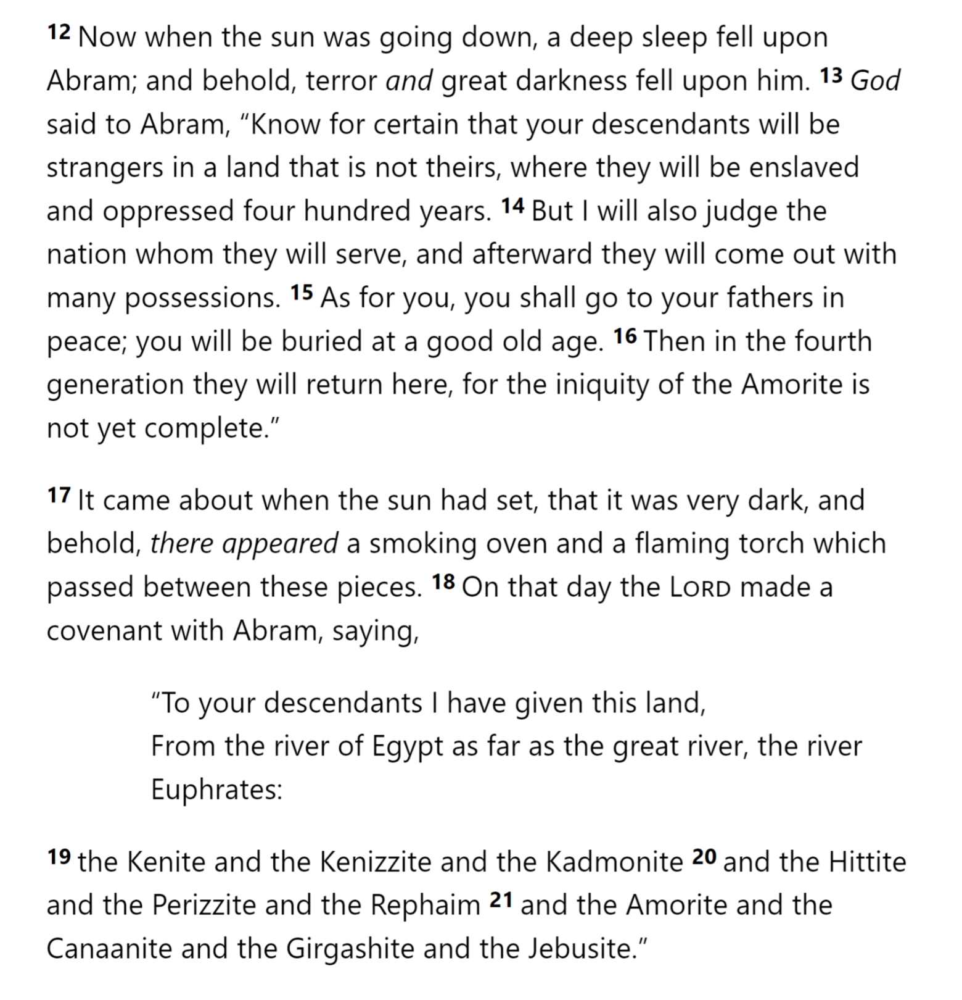 12 Now when the sun was going down, a deep sleep fell upon
Abram; and behold, terror and great darkness fell upon him. 13 God
said to Abram, “Know for certain that your descendants will be
strangers in a land that is not theirs, where they will be enslaved
and oppressed four hundred years. 14 But I will also judge the
nation whom they will serve, and afterward they will come out with
many possessions. 15 As for you, you shall go to your fathers in
peace; you will be buried at a good old age. 16 Then in the fourth
generation they will return here, for the iniquity of the Amorite is
not yet complete.”
17 It came about when the sun had set, that it was very dark, and
behold, there appeared a smoking oven and a flaming torch which
passed between these pieces. 18 On that day the LORD made a
covenant with Abram, saying,
“To your descendants I have given this land,
From the river of Egypt as far as the great river, the river
Euphrates:
19 the Kenite and the Kenizzite and the Kadmonite 20 and the Hittite
and the Perizzite and the Rephaim 21 and the Amorite and the
Canaanite and the Girgashite and the Jebusite.”